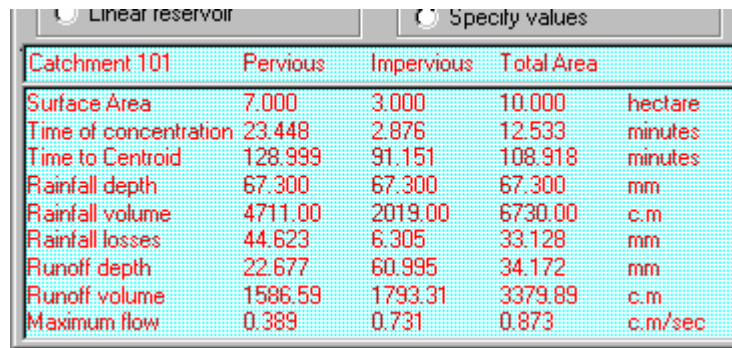 Linear reservoir Specify values
Catchment 101 Pervious Impervious Total Area
Surface Area 7.000 3.000 10.000 hectare
Time of concentration 23.448 2.876 12.533 minutes
Time to Centroid 128.999 91.151 108.918 minutes
Rainfall depth 67.300 67.300 67.300 mm
Rainfall volume 4711.00 2019.00 6730.00 c.m
Rainfall losses 44.623 6.305 33.128 mm
Runoff depth 22.677 60.995 34.172 mm
Runoff volume 1586.59 1793.31 3379.89 c.m
Maximum flow 0.389 0.731 0.873 c.m/sec